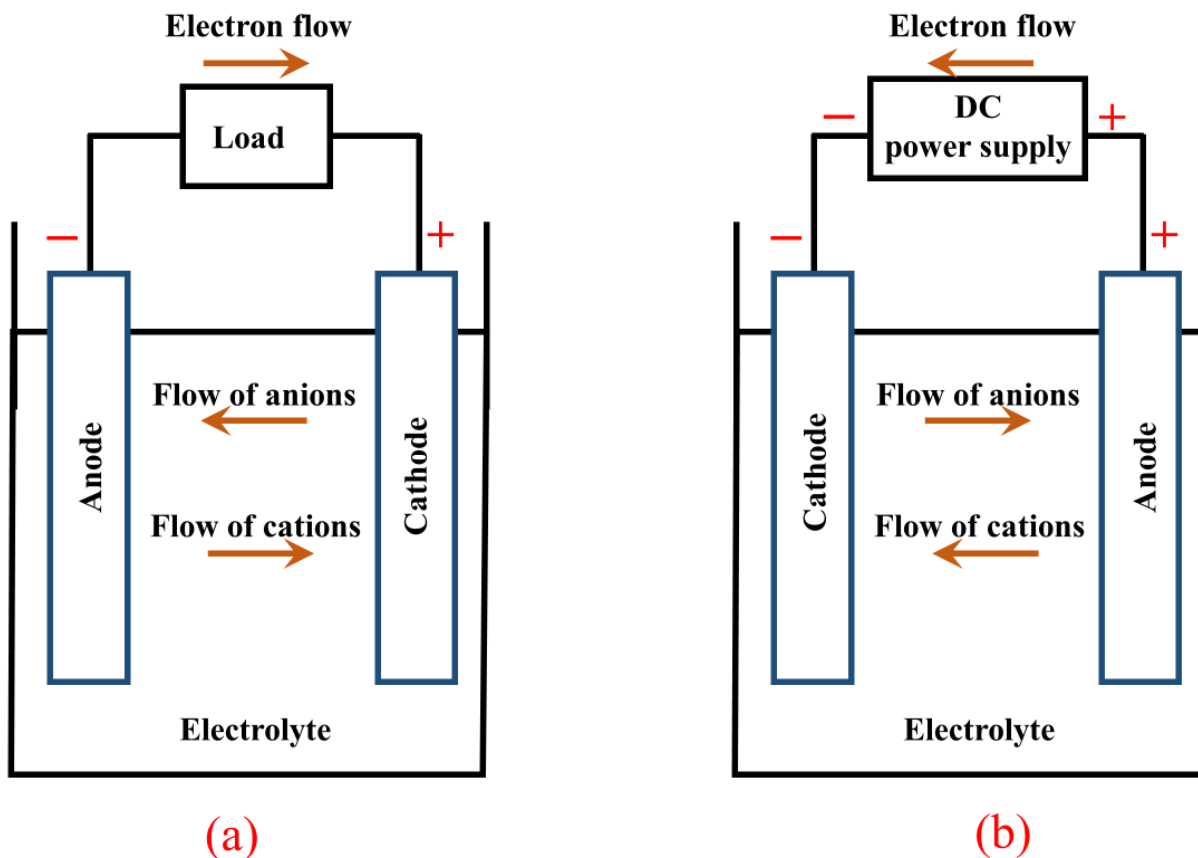 Electron flow
Load
−
+
Anode
Flow of anions
Flow of cations
Cathode
Electrolyte
(a)
Electron flow
DC
power supply
−
+
−
+
Cathode
Flow of anions
Flow of cations
Anode
Electrolyte
(b)